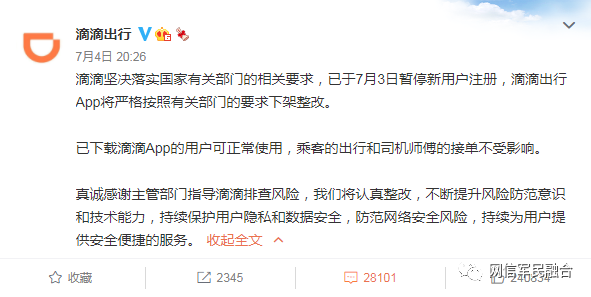 滴滴出行
7月4日 20:26
滴滴坚决落实国家有关部门的相关要求，已于7月3日暂停新用户注册，滴滴出行
App将严格按照有关部门的要求下架整改。
已下载滴滴App的用户可正常使用，乘客的出行和司机师傅的接单不受影响。
真诚感谢主管部门指导滴滴排查风险，我们将认真整改，不断提升风险防范意识
和技术能力，持续保护用户隐私和数据安全，防范网络安全风险，持续为用户提
供安全便捷的服务。 收起全文
收藏 2345 28101 240834
网信军民融合